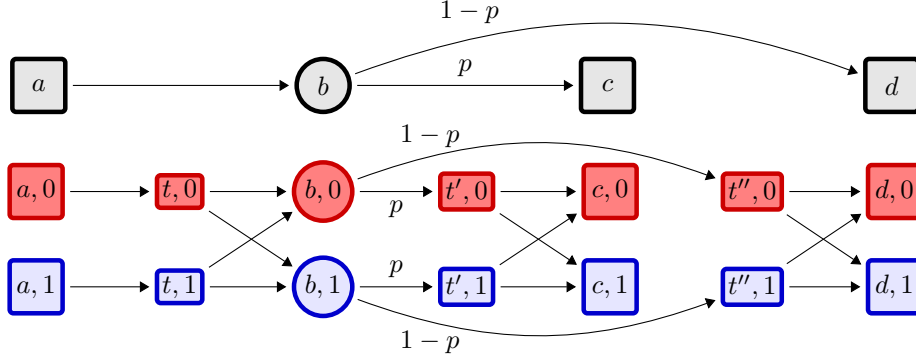 1 − p
a b p c d
1 − p
a, 0 t, 0 b, 0 p t′, 0 c, 0 t′′, 0 d, 0
a, 1 t, 1 b, 1 p t′, 1 c, 1 t′′, 1 d, 1
1 − p